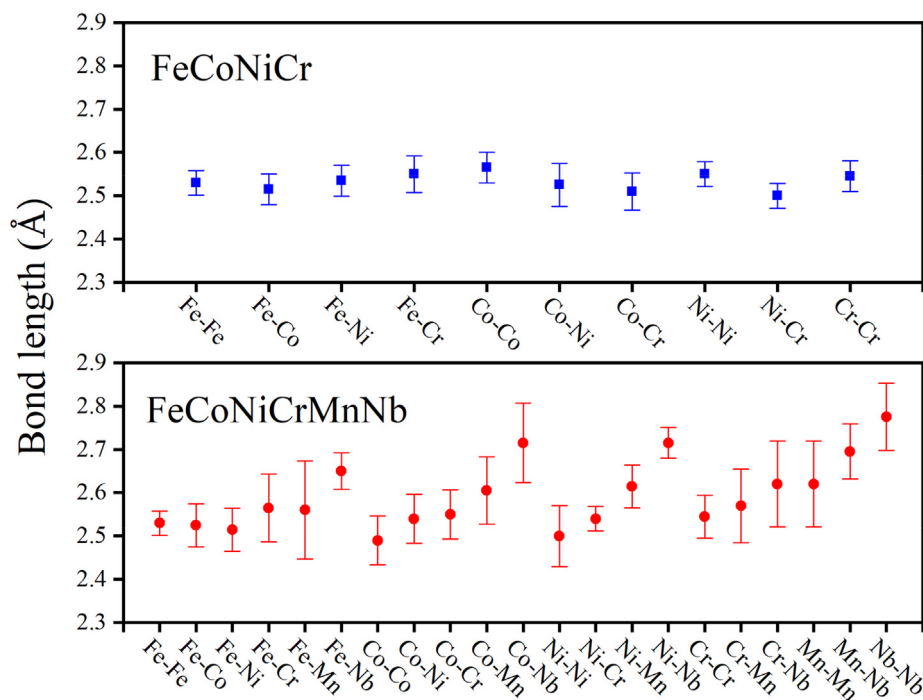 Bond length (Å)
2.9
2.8
2.7
2.6
2.5
2.4
2.3
FeCoNiCr
Fe-Fe
Fe-Co
Fe-Ni
Fe-Cr
Co-Co
Co-Ni
Co-Cr
Ni-Ni
Ni-Cr
Cr-Cr
2.9
2.8
2.7
2.6
2.5
2.4
2.3
FeCoNiCrMnNb
Fe-Fe
Fe-Co
Fe-Ni
Fe-Cr
Fe-Mn
Fe-Nb
Co-Co
Co-Ni
Co-Cr
Co-Mn
Co-Nb
Ni-Ni
Ni-Cr
Ni-Mn
Ni-Nb
Cr-Cr
Cr-Mn
Cr-Nb
Mn-Mn
Mn-Nb
Nb-Nb